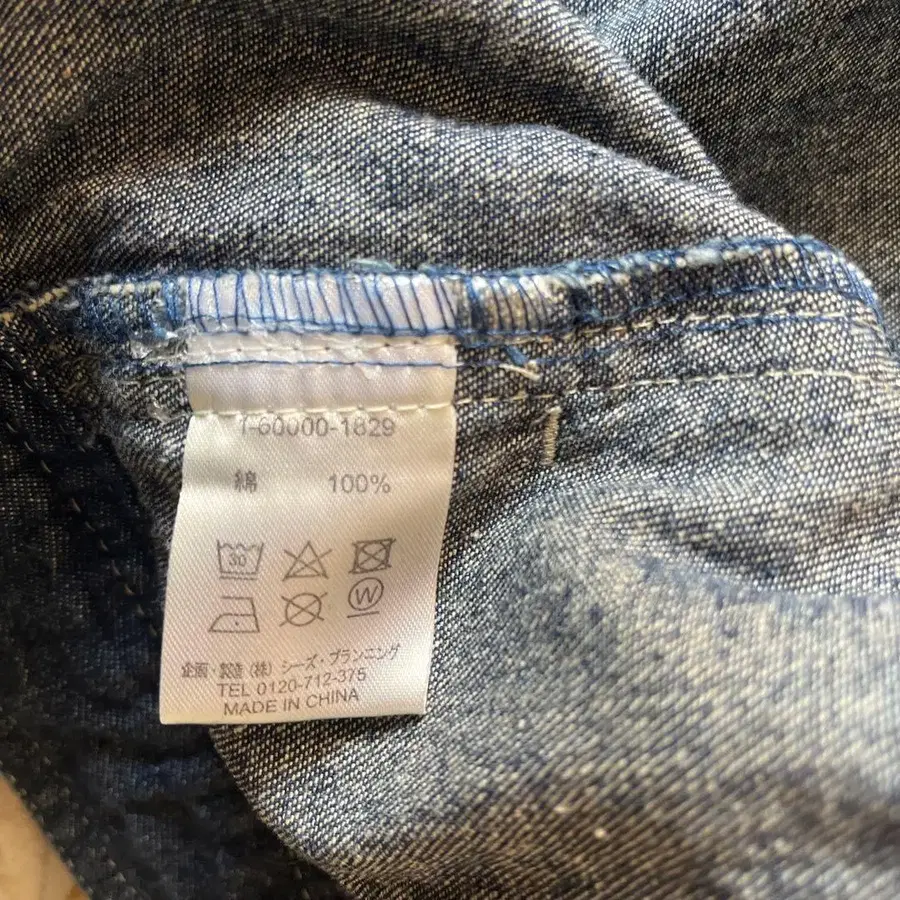 T-60000-1829
綿 100%
30
W
企画・製造 (株) シーズ・プランニング
TEL 0120-712-375
MADE IN CHINA